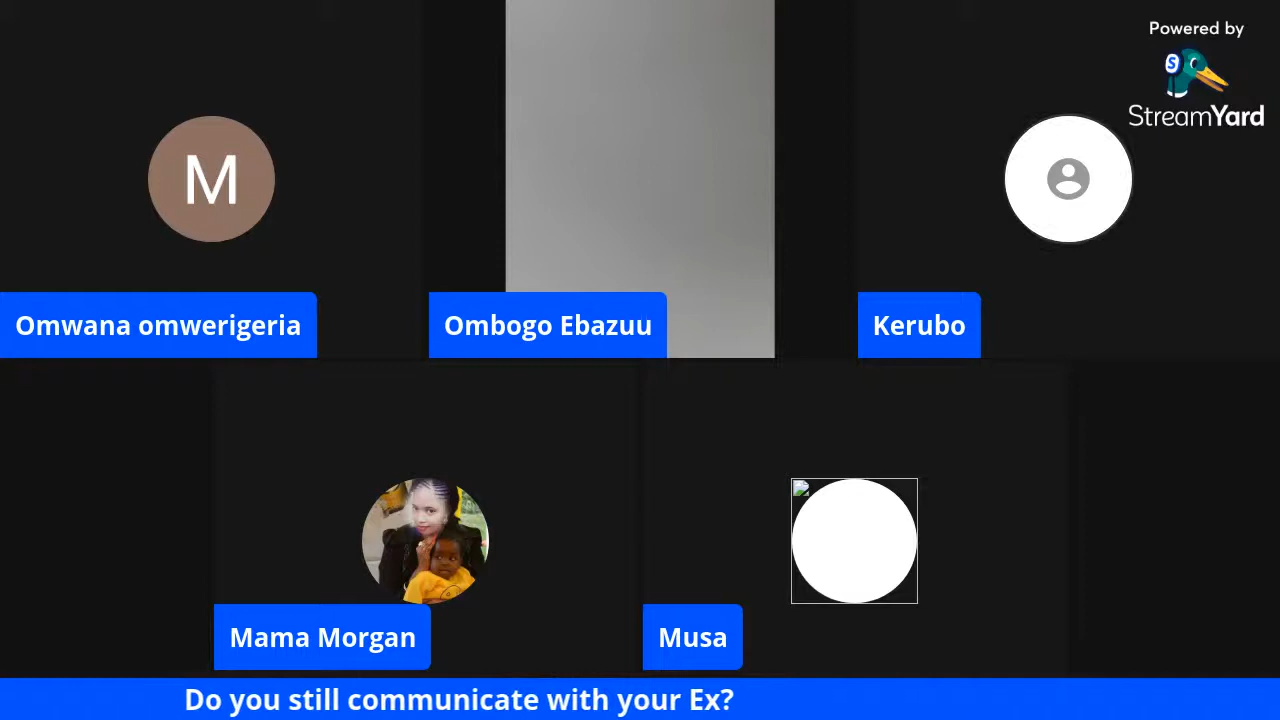 Powered by
S
StreamYard
M
Omwana omwerigeria
Ombogo Ebazuu
Kerubo
Mama Morgan
Musa
Do you still communicate with your Ex?